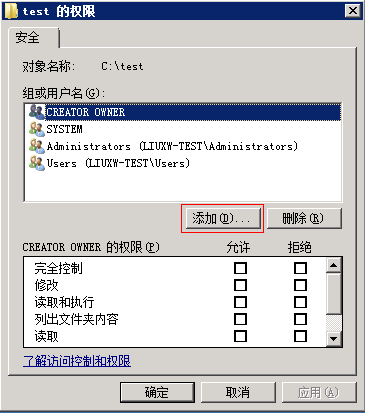 test 的权限
安全
对象名称: C:\test
组或用户名(G):
CREATOR OWNER
SYSTEM
Administrators (LIUXW-TEST\Administrators)
Users (LIUXW-TEST\Users)
添加(D)... 删除(R)
CREATOR OWNER 的权限(P) 允许 拒绝
完全控制
修改
读取和执行
列出文件夹内容
读取
了解访问控制和权限
确定 取消 应用(A)